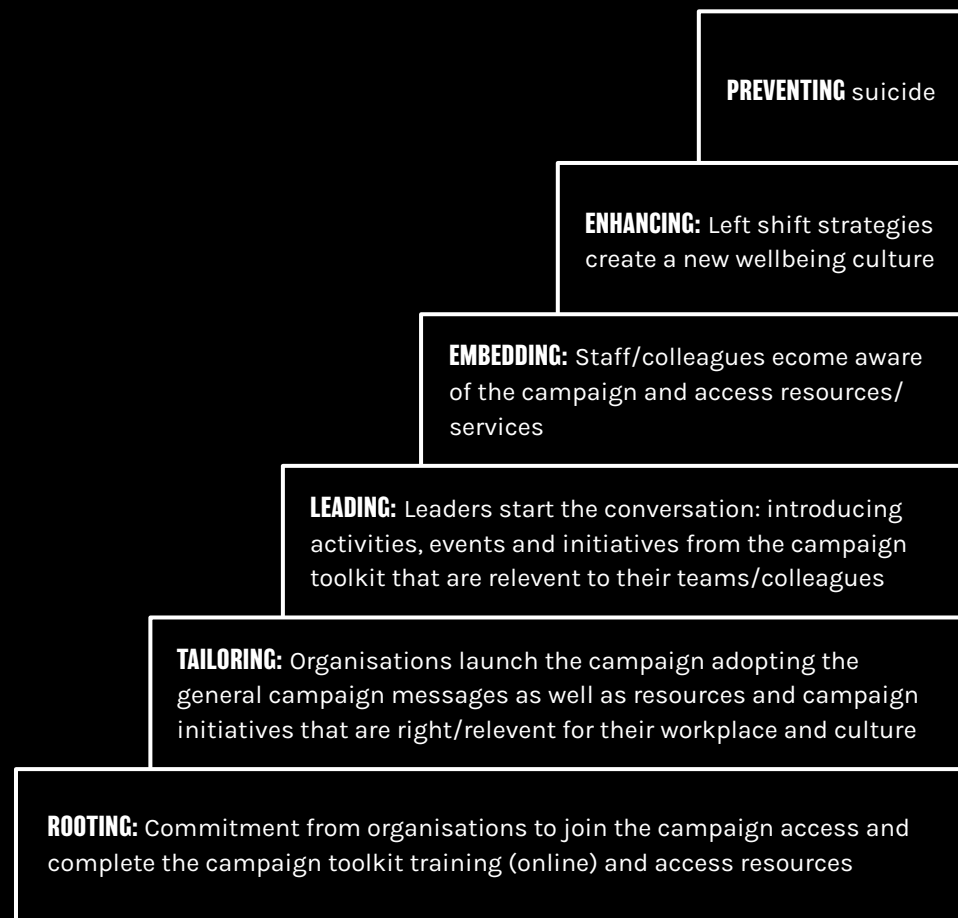 PREVENTING suicide
ENHANCING: Left shift strategies
create a new wellbeing culture
EMBEDDING: Staff/colleagues ecome aware
of the campaign and access resources/
services
LEADING: Leaders start the conversation: introducing
activities, events and initiatives from the campaign
toolkit that are relevent to their teams/colleagues
TAILORING: Organisations launch the campaign adopting the
general campaign messages as well as resources and campaign
initiatives that are right/relevent for their workplace and culture
ROOTING: Commitment from organisations to join the campaign access and
complete the campaign toolkit training (online) and access resources